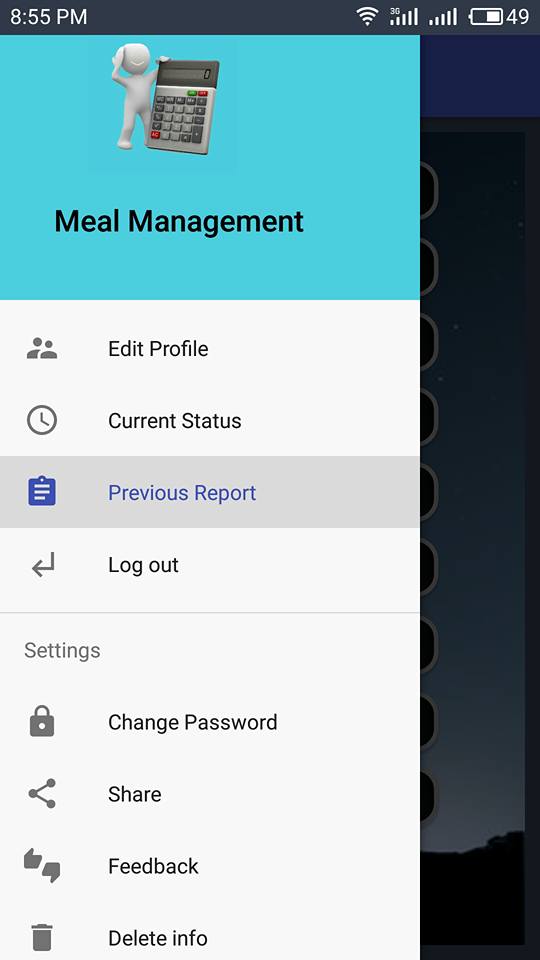 8:55 PM 3G 49
0
Meal Management
Edit Profile
Current Status
Previous Report
Log out
Settings
Change Password
Share
Feedback
Delete info